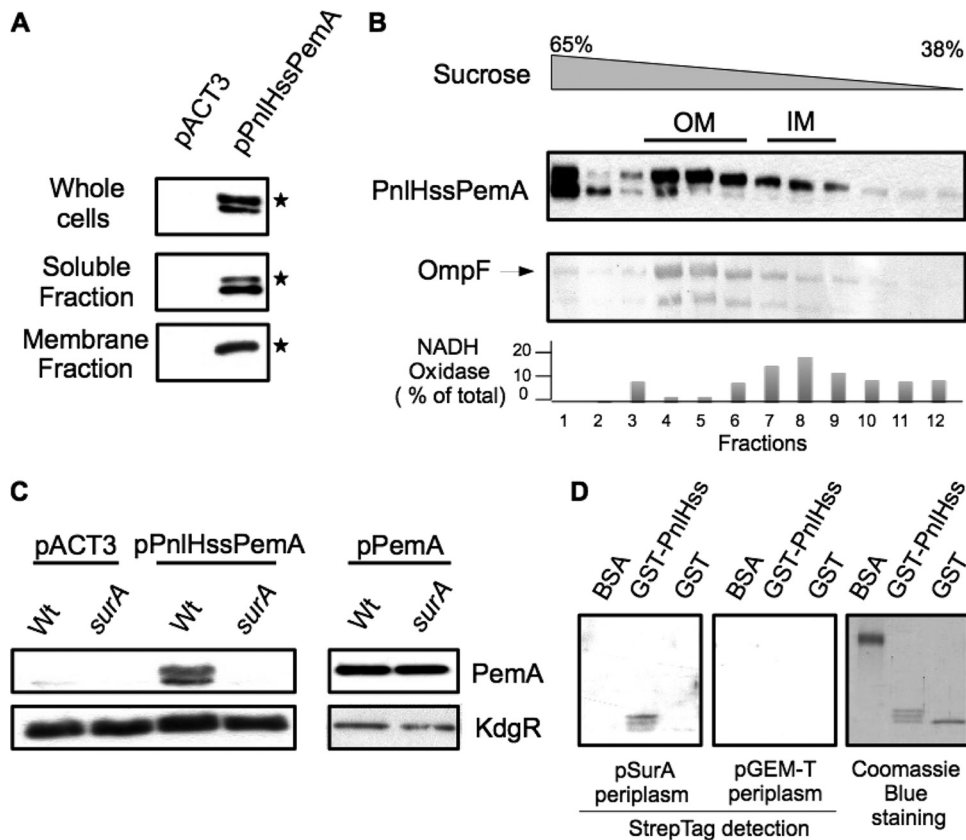 A
pACT3
pPnlHssPemA
Whole
cells
★
Soluble
Fraction
★
Membrane
Fraction
★
B
65%
38%
Sucrose
OM
IM
PnlHssPemA
OmpF
NADH
Oxidase
( % of total)
20
10
0
1 2 3 4 5 6 7 8 9 10 11 12
Fractions
C
pACT3 pPnlHssPemA pPemA
Wt surA Wt surA Wt surA
PemA
KdgR
D
BSA GST-PnlHss GST BSA GST-PnlHss GST BSA GST-PnlHss GST
pSurA pGEM-T Coomassie
periplasm periplasm Blue
StrepTag detection staining